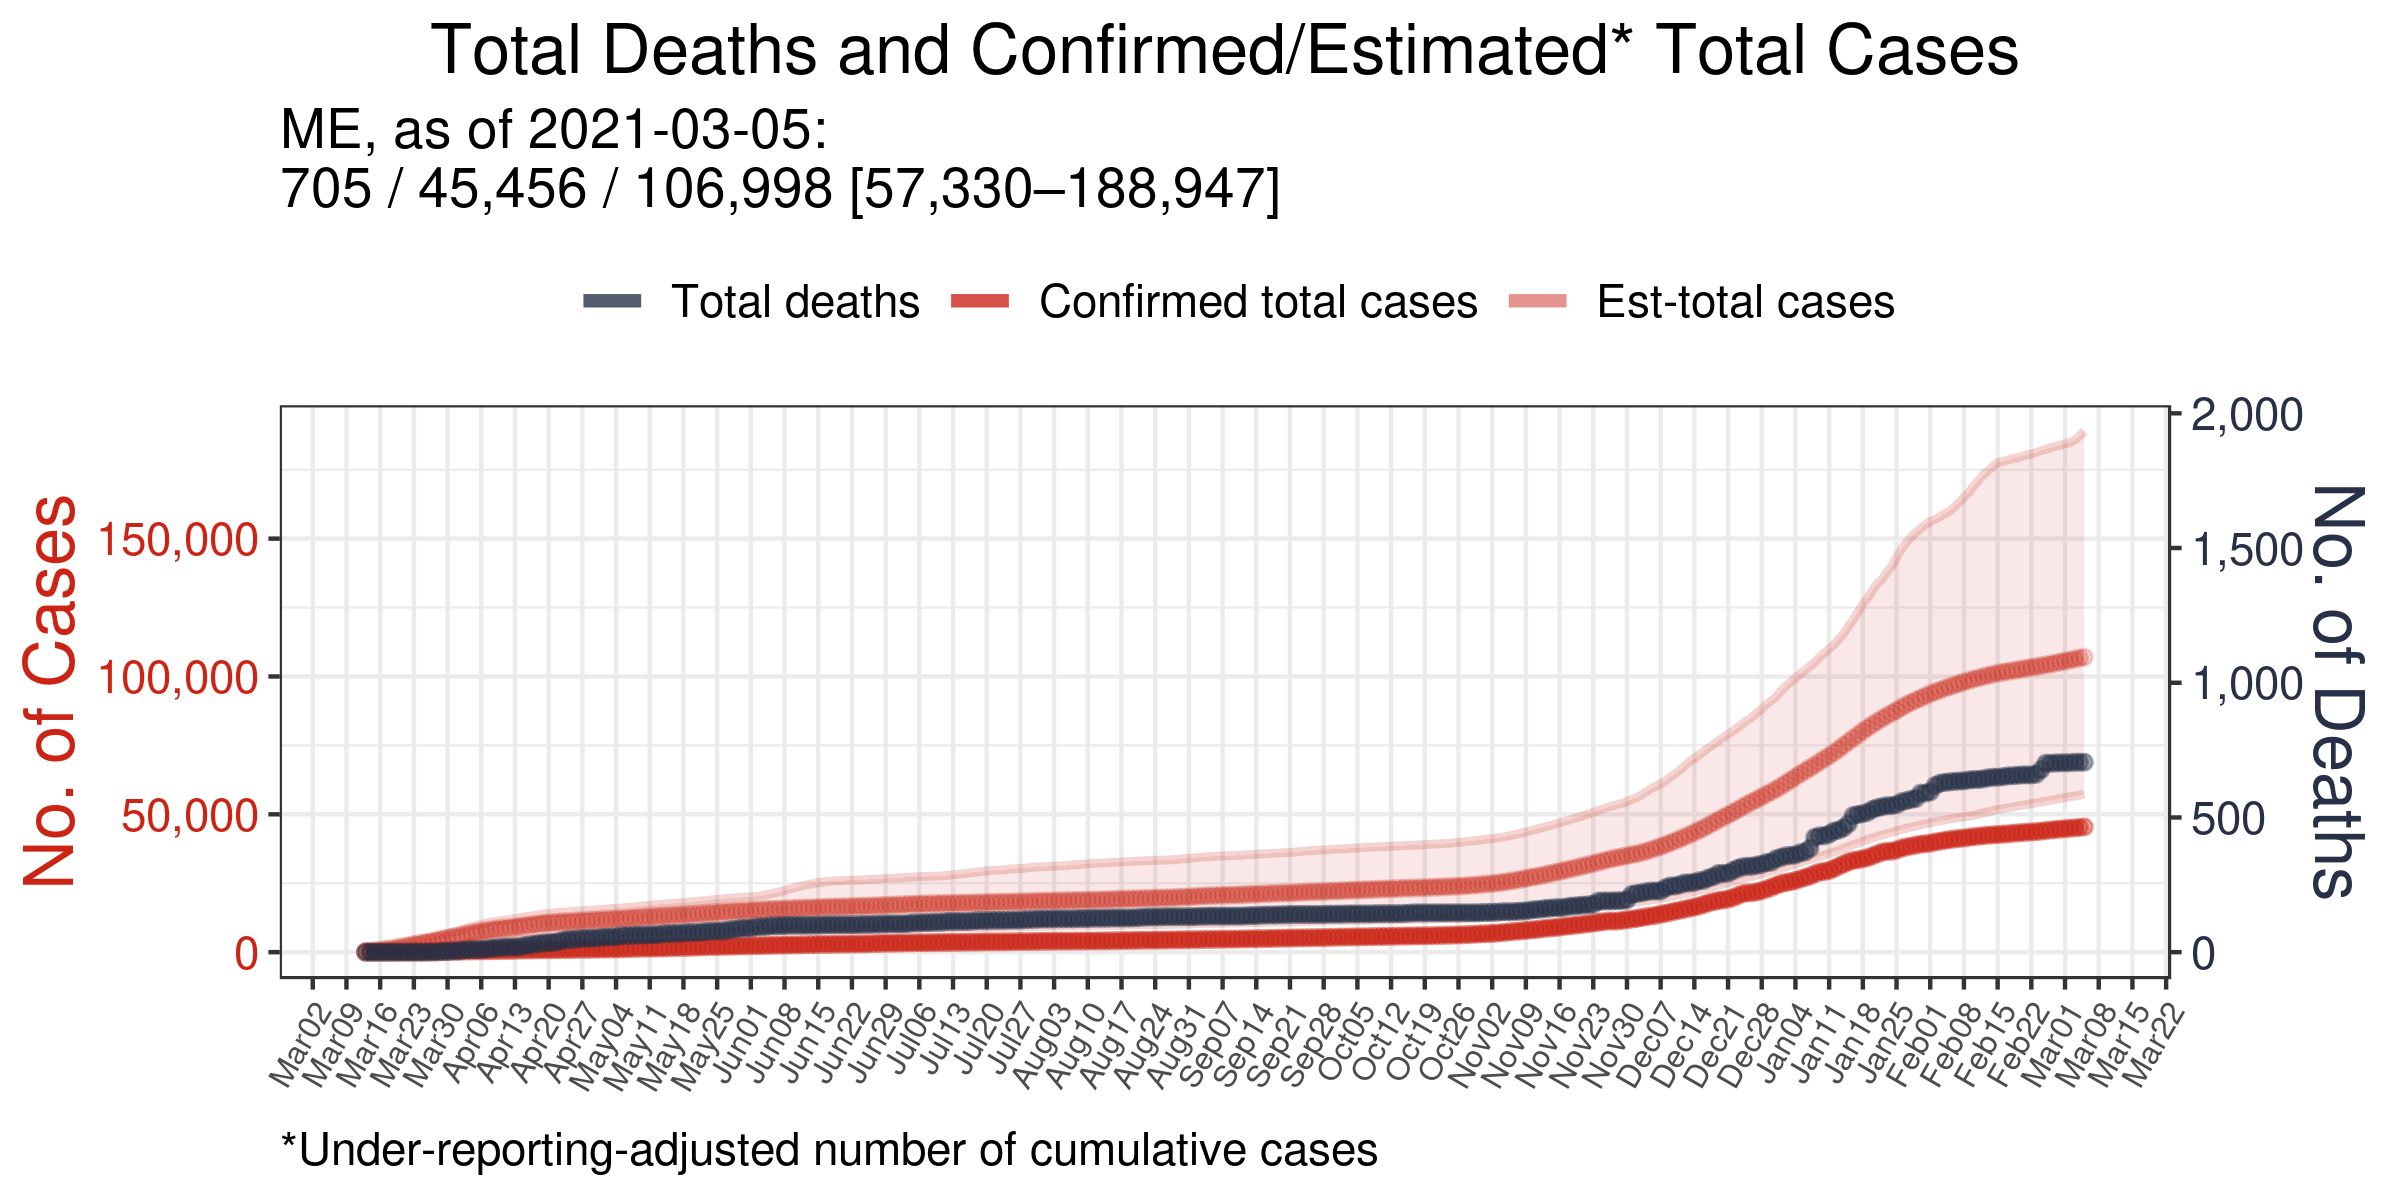 Total Deaths and Confirmed/Estimated* Total Cases
ME, as of 2021-03-05:
705 / 45,456 / 106,998 [57,330–188,947]
Total deaths
Confirmed total cases
Est-total cases
No. of Cases
150,000
100,000
50,000
0
2,000
1,500
1,000
500
0
No. of Deaths
Mar02
Mar09
Mar16
Mar23
Mar30
Apr06
Apr13
Apr20
Apr27
May04
May11
May18
May25
Jun01
Jun08
Jun15
Jun22
Jun29
Jul06
Jul13
Jul20
Jul27
Aug03
Aug10
Aug17
Aug24
Aug31
Sep07
Sep14
Sep21
Sep28
Oct05
Oct12
Oct19
Oct26
Nov02
Nov09
Nov16
Nov23
Nov30
Dec07
Dec14
Dec21
Dec28
Jan04
Jan11
Jan18
Jan25
Feb01
Feb08
Feb15
Feb22
Mar01
Mar08
Mar15
Mar22
*Under-reporting-adjusted number of cumulative cases